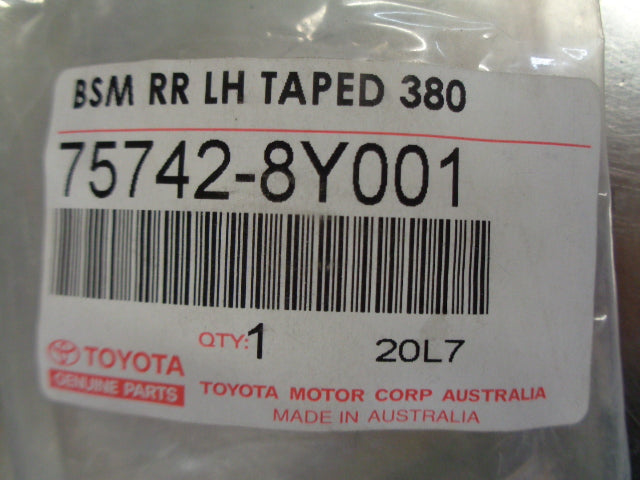 BSM RR LH TAPED 380
75742-8Y001
QTY: 1 20L7
TOYOTA
GENUINE PARTS
TOYOTA MOTOR CORP AUSTRALIA
MADE IN AUSTRALIA